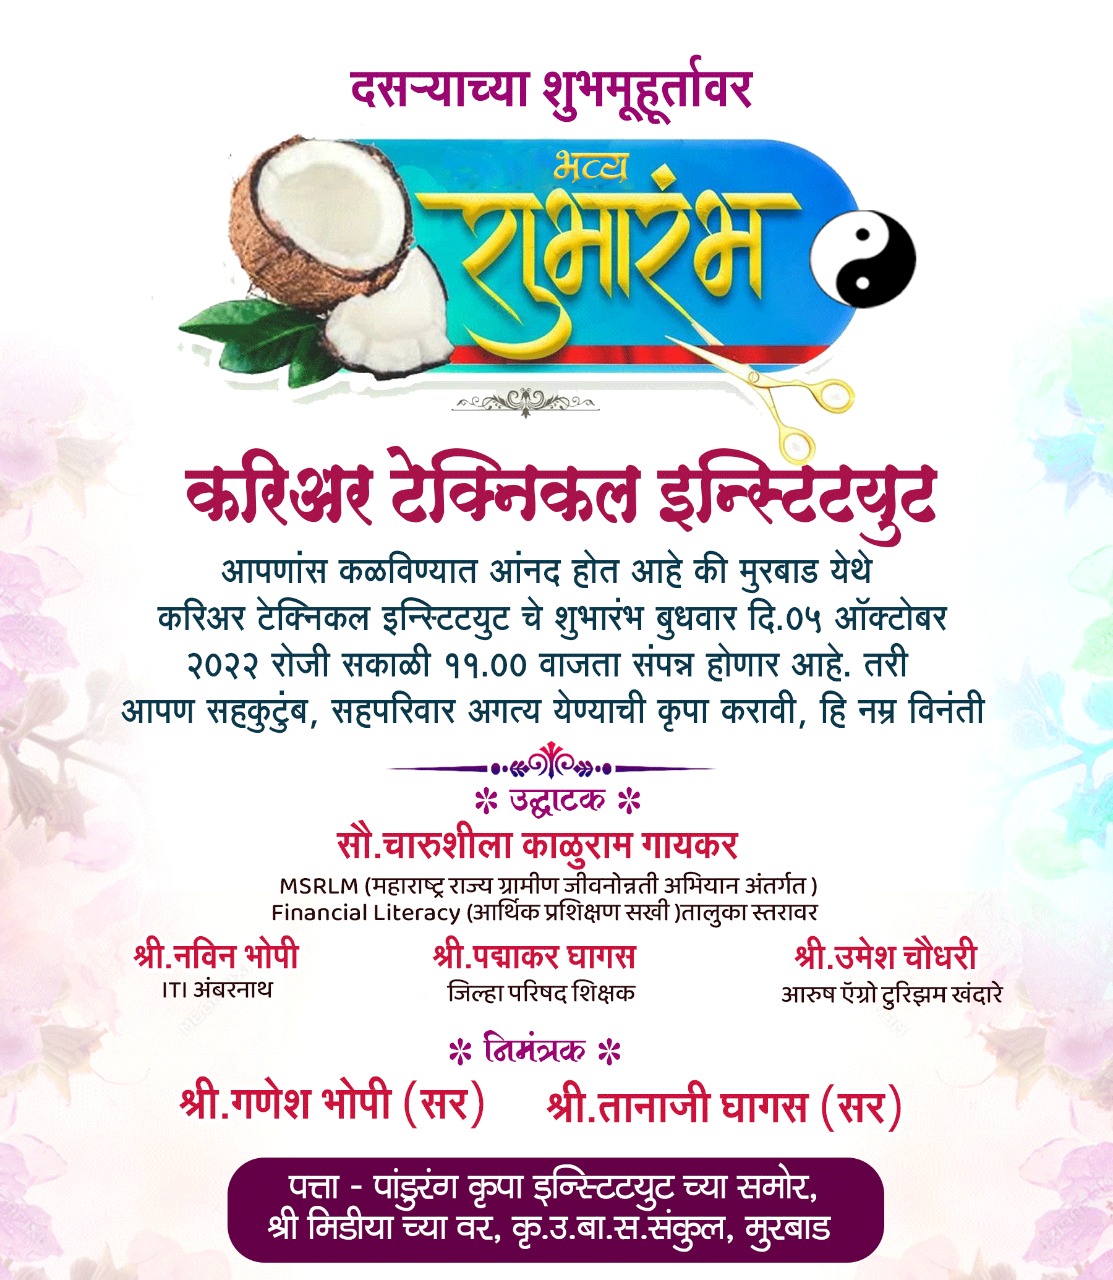 दसऱ्याच्या शुभमूहूर्तावर
भव्य
शुभारंभ
करिअर टेक्निकल इन्स्टिटयुट
आपणांस कळविण्यात आंनद होत आहे की मुरबाड येथे
करिअर टेक्निकल इन्स्टिटयुट चे शुभारंभ बुधवार दि.०५ ऑक्टोबर
२०२२ रोजी सकाळी ११.०० वाजता संपन्न होणार आहे. तरी
आपण सहकुटुंब, सहपरिवार अगत्य येण्याची कृपा करावी, हि नम्र विनंती
❇ उद्घाटक ❇
सौ.चारुशीला काळुराम गायकर
MSRLM (महाराष्ट्र राज्य ग्रामीण जीवनोन्नती अभियान अंतर्गत )
Financial Literacy (आर्थिक प्रशिक्षण सखी )तालुका स्तरावर
श्री.नविन भोपी श्री.पद्माकर घागस श्री.उमेश चौधरी
ITI अंबरनाथ जिल्हा परिषद शिक्षक आरुष ऍग्रो टुरिझम खंदारे
❇ निमंत्रक ❇
श्री.गणेश भोपी (सर) श्री.तानाजी घागस (सर)
पत्ता - पांडुरंग कृपा इन्स्टिटयुट च्या समोर,
श्री मिडीया च्या वर, कृ.उ.बा.स.संकुल, मुरबाड